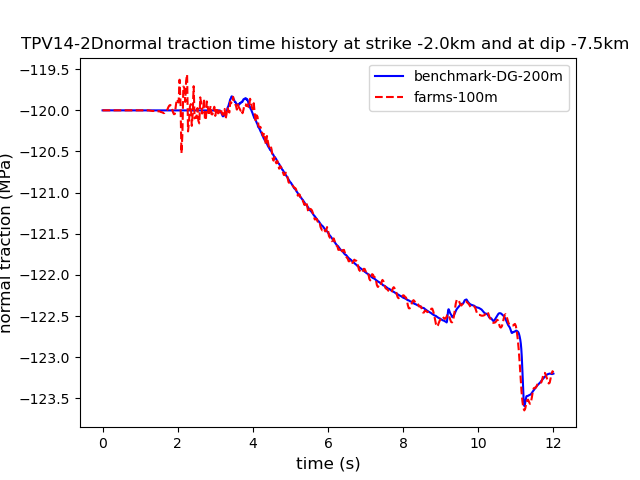 TPV14-2Dnormal traction time history at strike -2.0km and at dip -7.5km
benchmark-DG-200m
farms-100m
−119.5
−120.0
−120.5
−121.0
−121.5
−122.0
−122.5
−123.0
−123.5
normal traction (MPa)
0 2 4 6 8 10 12
time (s)